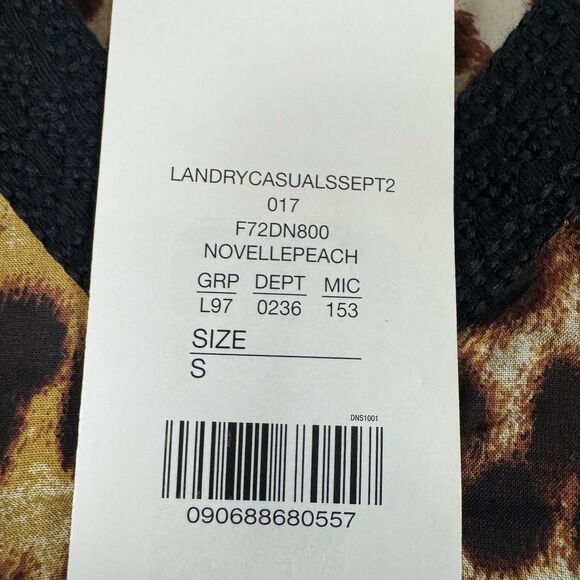 LANDRYCASUALSSEPT2
017
F72DN800
NOVELLEPEACH
GRP DEPT MIC
L97 0236 153
SIZE
S
DNS1001
090688680557